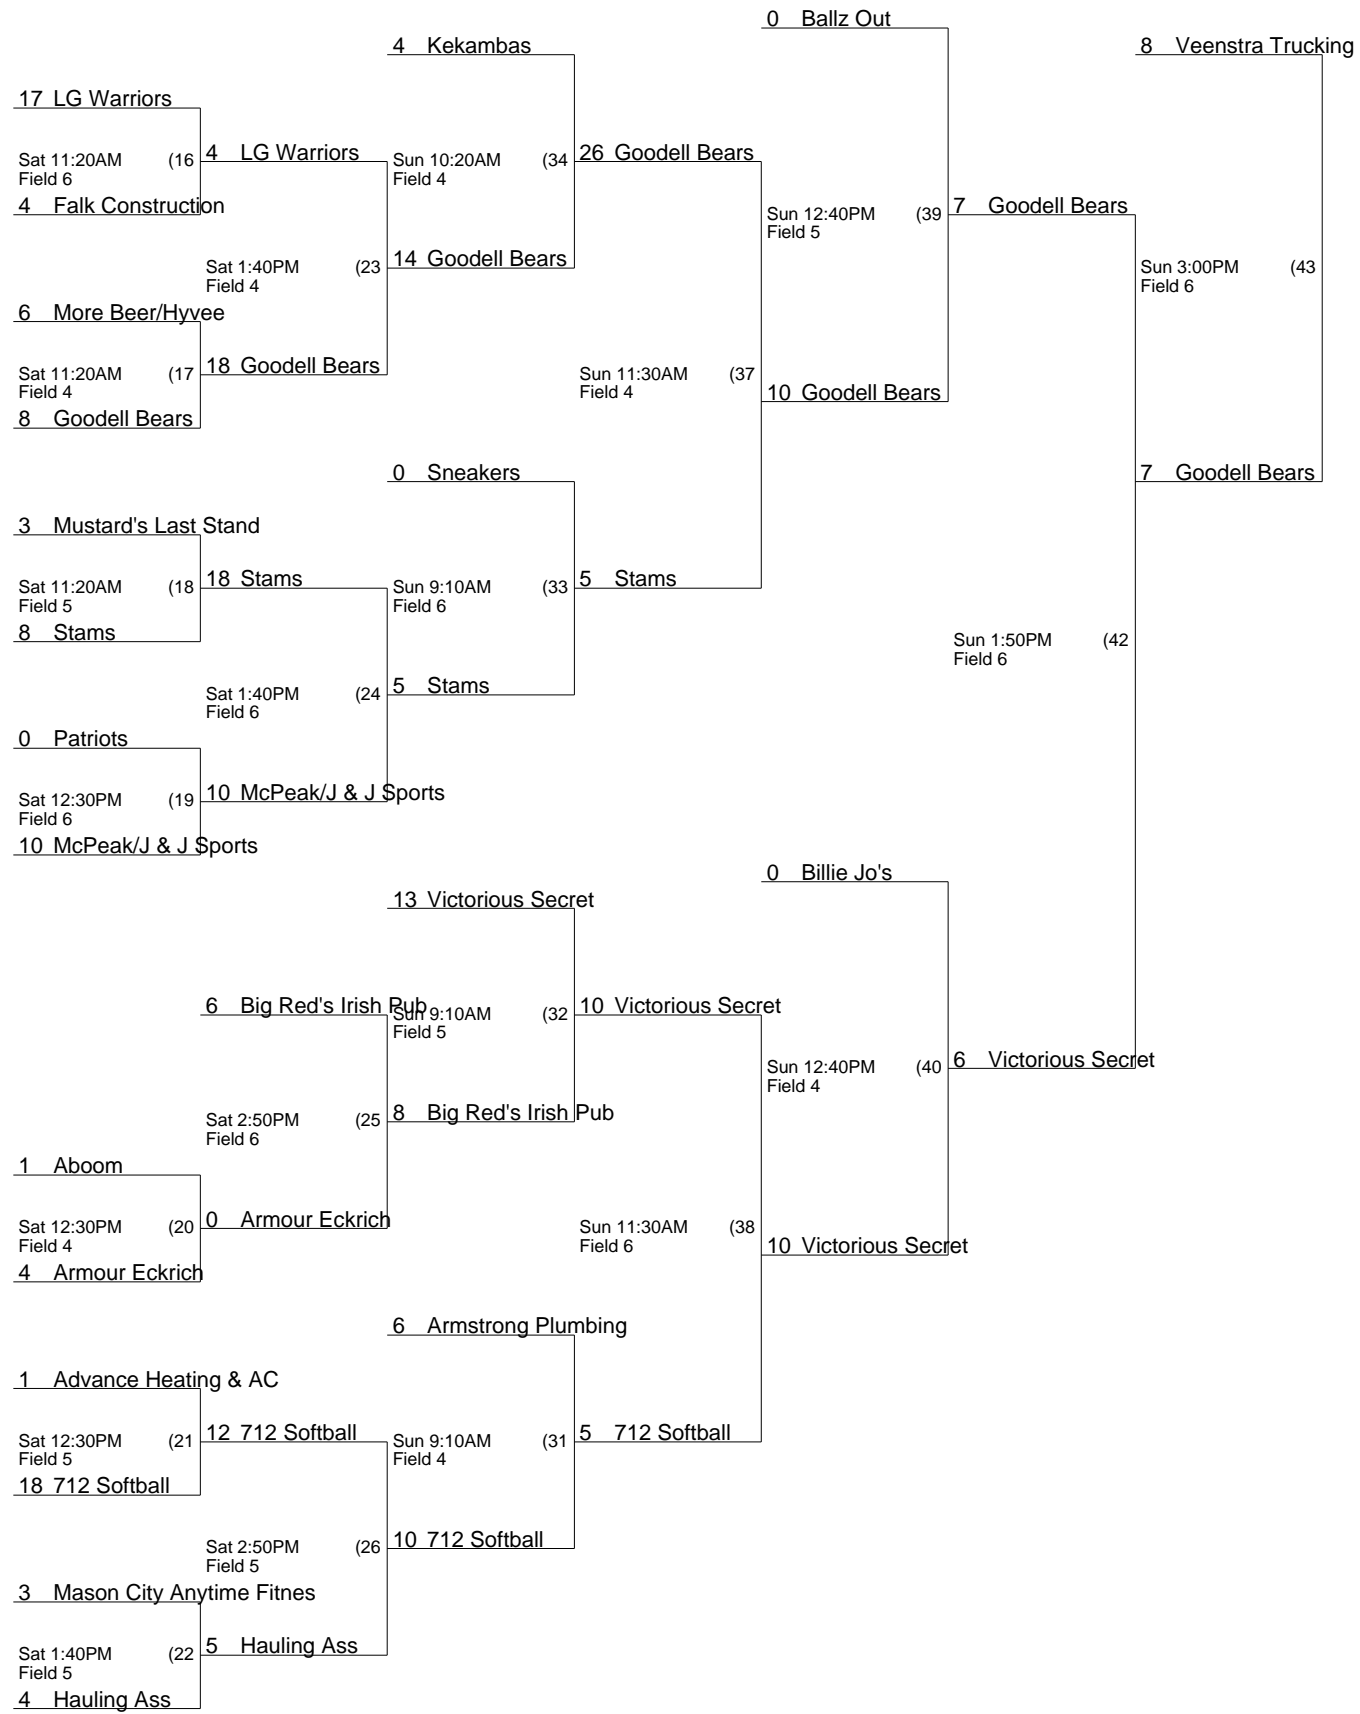 0 Ballz Out
4 Kekambas
8 Veenstra Trucking
17 LG Warriors
Sat 11:20AM (16
Field 6
4 LG Warriors
Sun 10:20AM (34
Field 4
26 Goodell Bears
4 Falk Construction
Sun 12:40PM (39
Field 5
7 Goodell Bears
Sat 1:40PM (23
Field 4
14 Goodell Bears
Sun 3:00PM (43
Field 6
6 More Beer/Hyvee
Sat 11:20AM (17
Field 4
18 Goodell Bears
Sun 11:30AM (37
Field 4
10 Goodell Bears
8 Goodell Bears
0 Sneakers
7 Goodell Bears
3 Mustard's Last Stand
Sat 11:20AM (18
Field 5
18 Stams
Sun 9:10AM (33
Field 6
5 Stams
8 Stams
Sun 1:50PM (42
Field 6
Sat 1:40PM (24
Field 6
5 Stams
0 Patriots
Sat 12:30PM (19
Field 6
10 McPeak/J & J Sports
10 McPeak/J & J Sports
0 Billie Jo's
13 Victorious Secret
6 Big Red's Irish Pub
Sun 9:10AM (32
Field 5
10 Victorious Secret
Sun 12:40PM (40
Field 4
6 Victorious Secret
Sat 2:50PM (25
Field 6
8 Big Red's Irish Pub
1 Aboom
Sat 12:30PM (20
Field 4
0 Armour Eckrich
Sun 11:30AM (38
Field 6
10 Victorious Secret
4 Armour Eckrich
6 Armstrong Plumbing
1 Advance Heating & AC
Sat 12:30PM (21
Field 5
12 712 Softball
Sun 9:10AM (31
Field 4
5 712 Softball
18 712 Softball
Sat 2:50PM (26
Field 5
10 712 Softball
3 Mason City Anytime Fitnes
Sat 1:40PM (22
Field 5
5 Hauling Ass
4 Hauling Ass